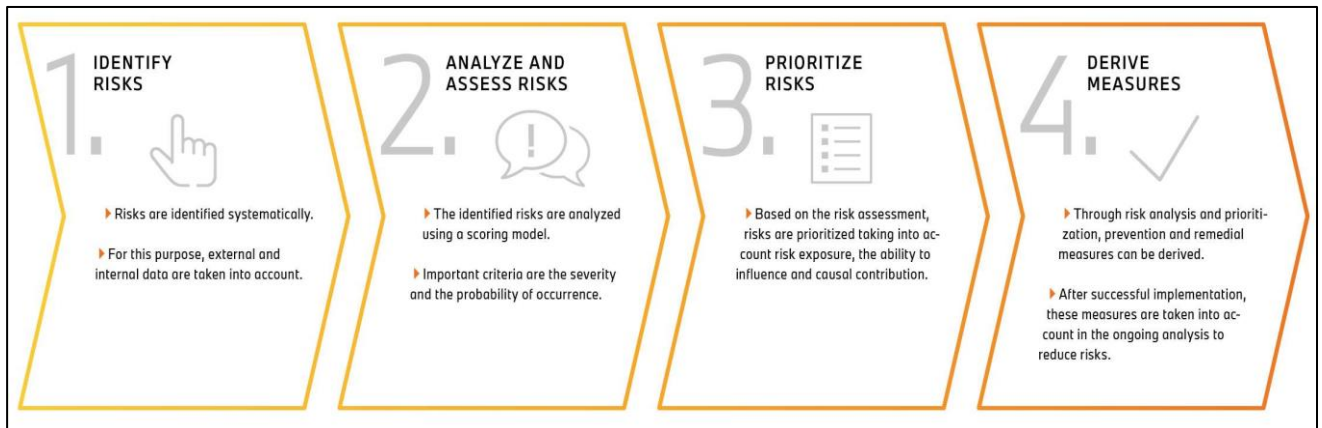 1.
IDENTIFY
RISKS
Risks are identified systematically.
For this purpose, external and
internal data are taken into account.
2.
ANALYZE AND
ASSESS RISKS
The identified risks are analyzed
using a scoring model.
Important criteria are the severity
and the probability of occurrence.
3.
PRIORITIZE
RISKS
Based on the risk assessment,
risks are prioritized taking into ac-
count risk exposure, the ability to
influence and causal contribution.
4.
DERIVE
MEASURES
Through risk analysis and prioriti-
zation, prevention and remedial
measures can be derived.
After successful implementation,
these measures are taken into ac-
count in the ongoing analysis to
reduce risks.